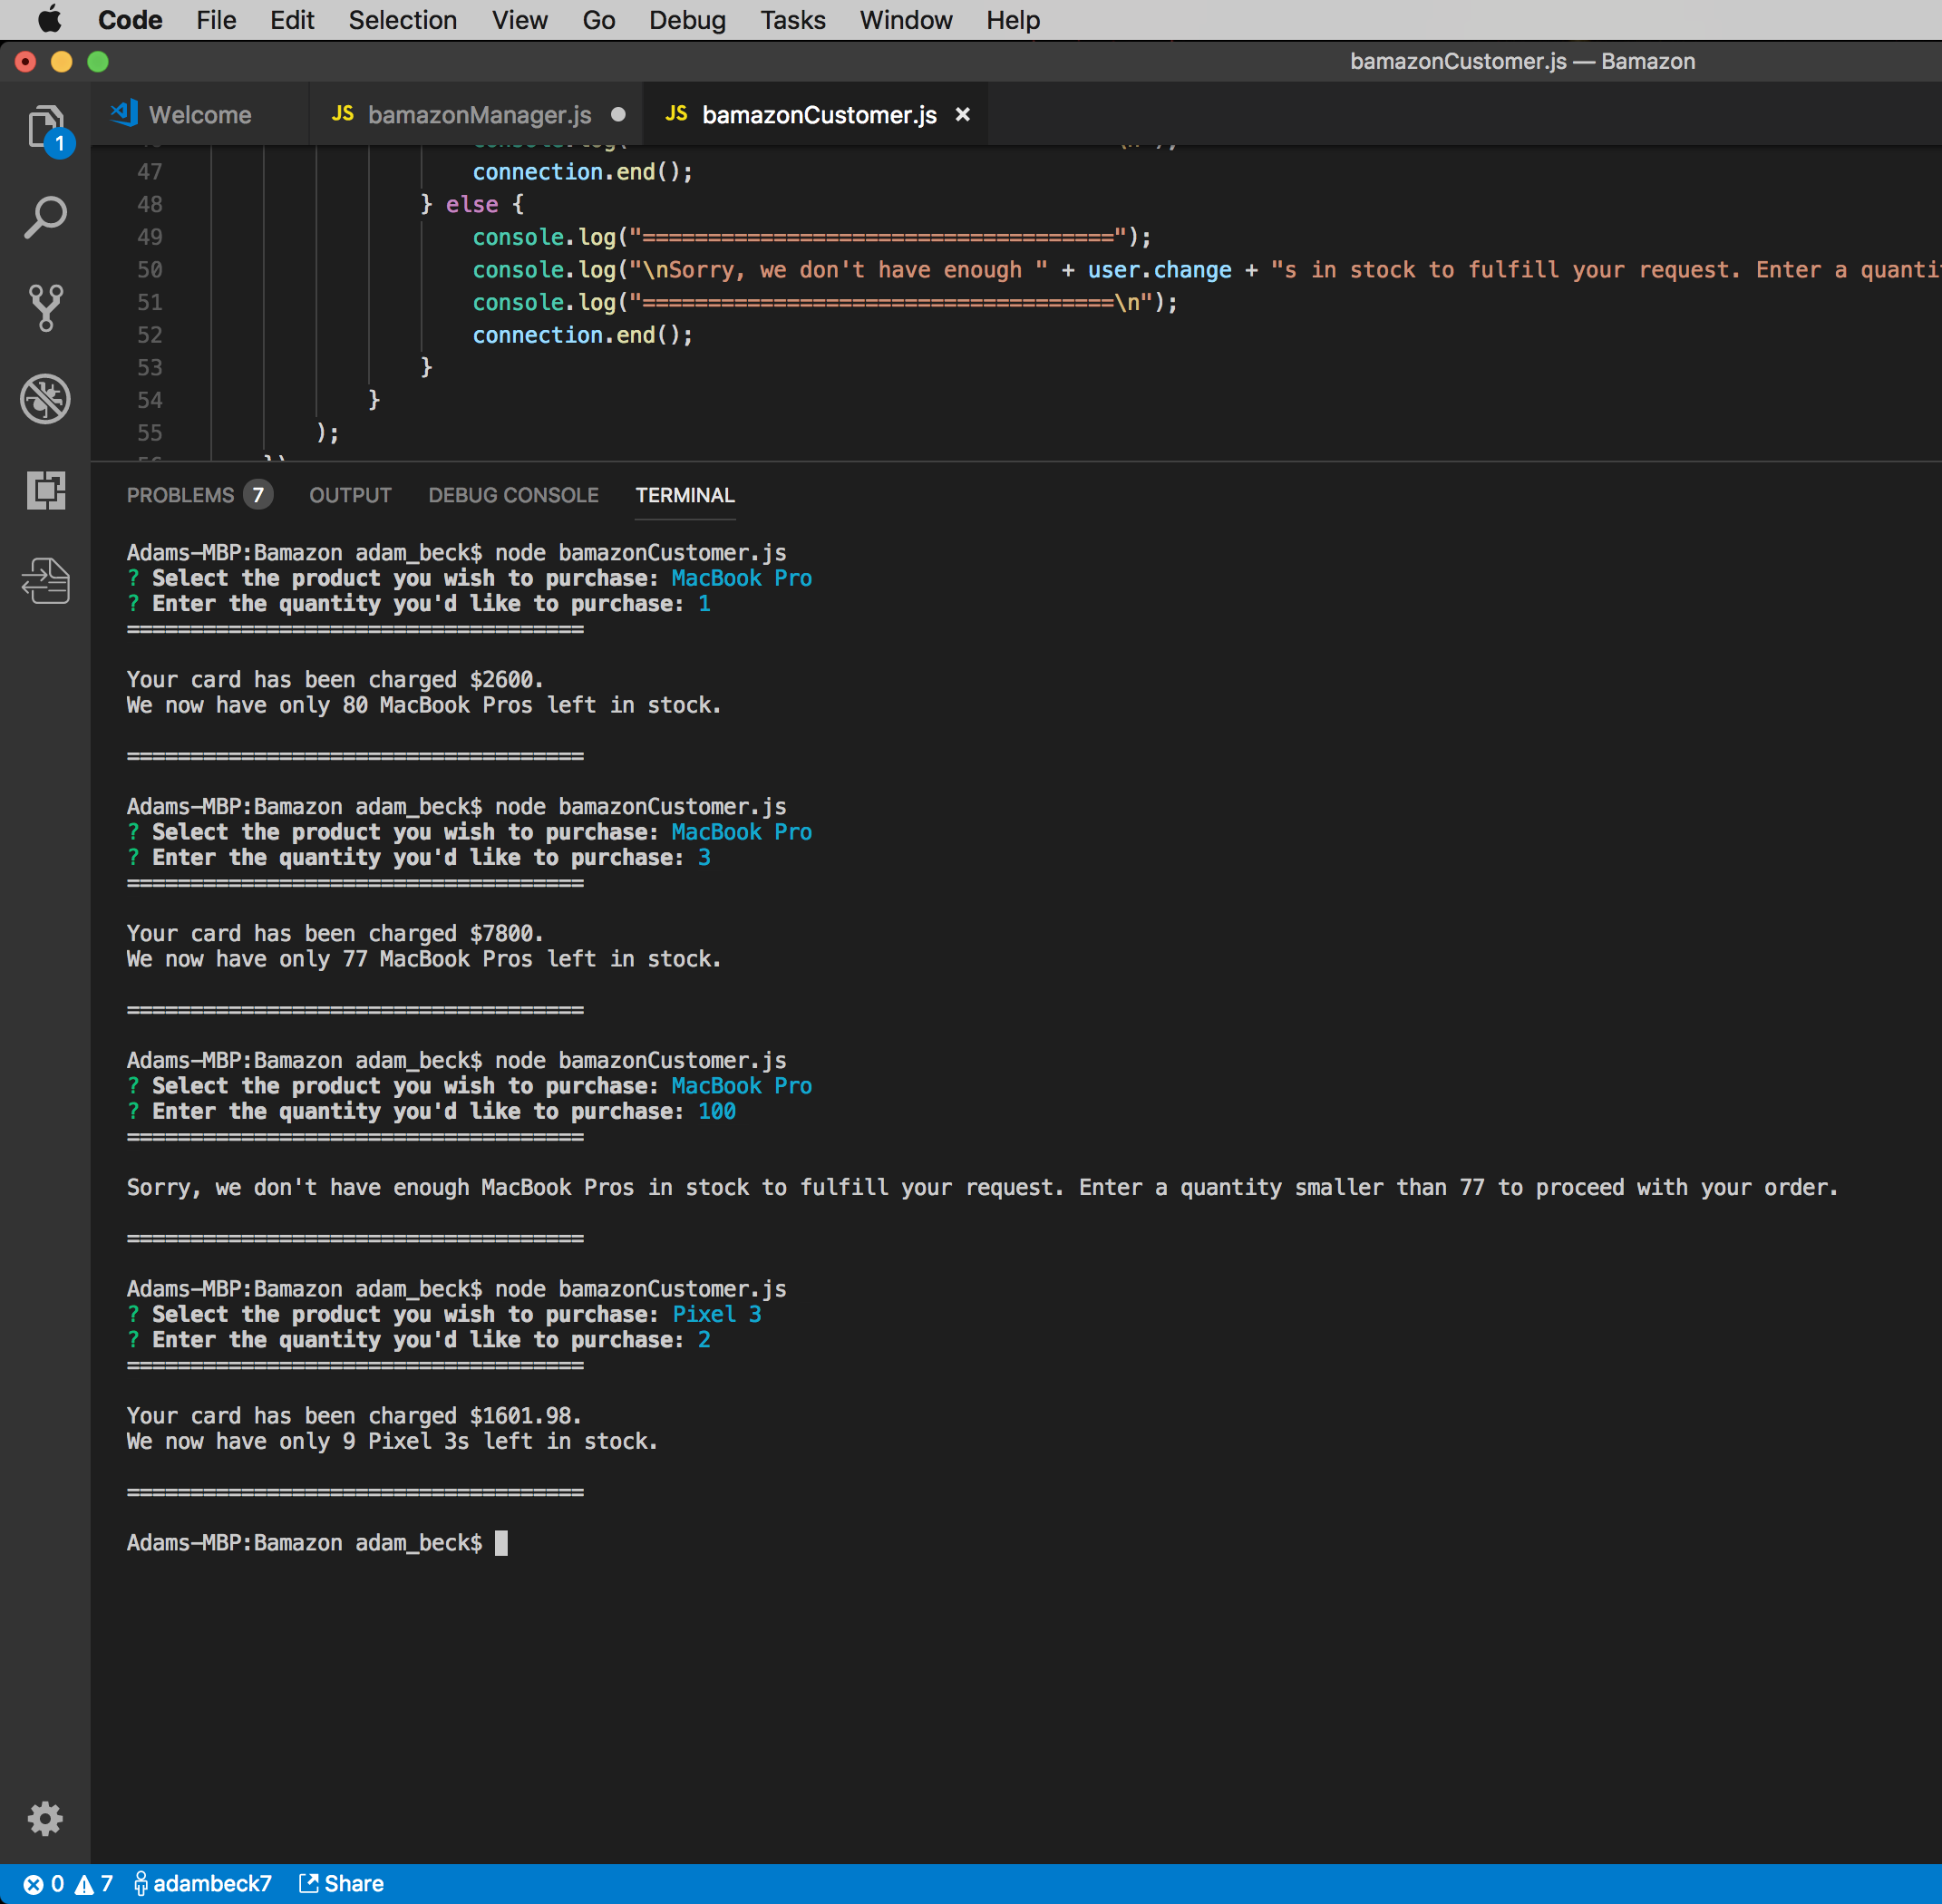 Code File Edit Selection View Go Debug Tasks Window Help
bamazonCustomer.js — Bamazon
Welcome JS bamazonManager.js JS bamazonCustomer.js ×
1
47 connection.end();
48 } else {
49 console.log("====================================");
50 console.log("\nSorry, we don't have enough " + user.change + "s in stock to fulfill your request. Enter a quanti
51 console.log("====================================\n");
52 connection.end();
53 }
54 }
55 );
PROBLEMS 7 OUTPUT DEBUG CONSOLE TERMINAL
Adams-MBP:Bamazon adam_beck$ node bamazonCustomer.js
? Select the product you wish to purchase: MacBook Pro
? Enter the quantity you'd like to purchase: 1
====================================
Your card has been charged $2600.
We now have only 80 MacBook Pros left in stock.
====================================
Adams-MBP:Bamazon adam_beck$ node bamazonCustomer.js
? Select the product you wish to purchase: MacBook Pro
? Enter the quantity you'd like to purchase: 3
====================================
Your card has been charged $7800.
We now have only 77 MacBook Pros left in stock.
====================================
Adams-MBP:Bamazon adam_beck$ node bamazonCustomer.js
? Select the product you wish to purchase: MacBook Pro
? Enter the quantity you'd like to purchase: 100
====================================
Sorry, we don't have enough MacBook Pros in stock to fulfill your request. Enter a quantity smaller than 77 to proceed with your order.
====================================
Adams-MBP:Bamazon adam_beck$ node bamazonCustomer.js
? Select the product you wish to purchase: Pixel 3
? Enter the quantity you'd like to purchase: 2
====================================
Your card has been charged $1601.98.
We now have only 9 Pixel 3s left in stock.
====================================
Adams-MBP:Bamazon adam_beck$
0 7 adambeck7 Share